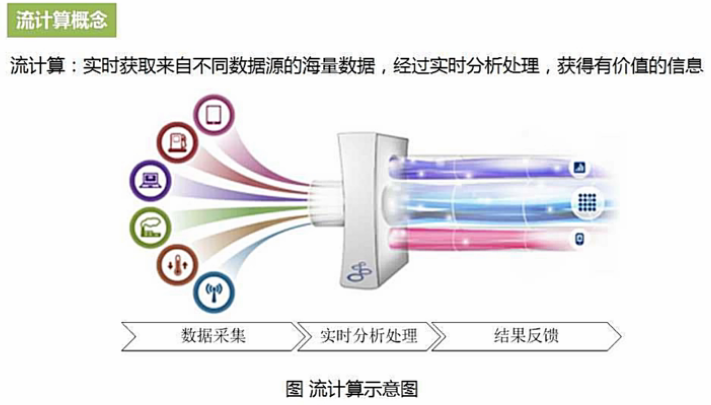 流计算概念
流计算：实时获取来自不同数据源的海量数据，经过实时分析处理，获得有价值的信息
数据采集
实时分析处理
结果反馈
图 流计算示意图